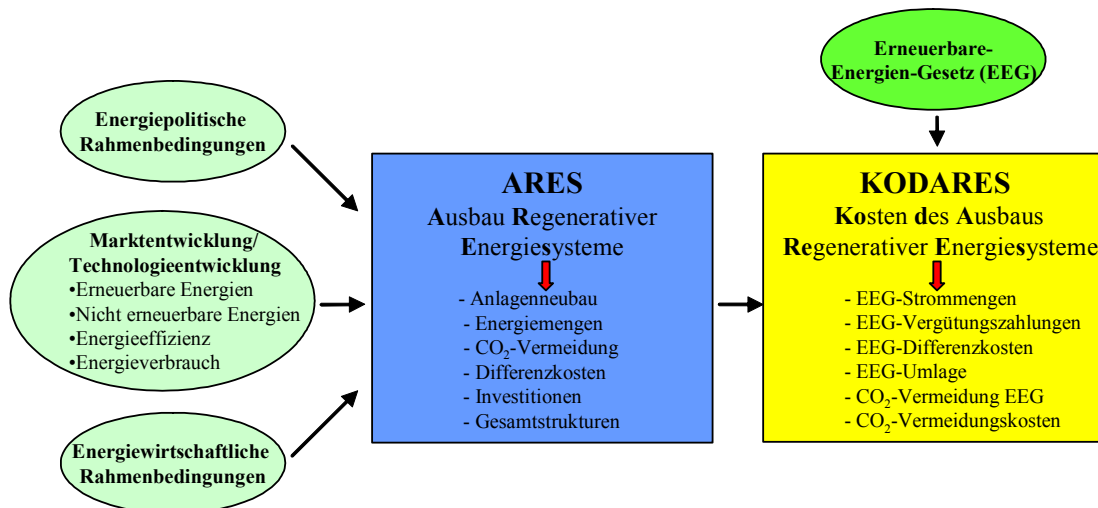 Energiepolitische
Rahmenbedingungen
Marktentwicklung/
Technologieentwicklung
•Erneuerbare Energien
•Nicht erneuerbare Energien
•Energieeffizienz
•Energieverbrauch
Energiewirtschaftliche
Rahmenbedingungen
ARES
Ausbau Regenerativer
Energiesysteme
- Anlagenneubau
- Energiemengen
- CO₂-Vermeidung
- Differenzkosten
- Investitionen
- Gesamtstrukturen
Erneuerbare-
Energien-Gesetz (EEG)
KODARES
Kosten des Ausbaus
Regenerativer Energiesysteme
- EEG-Strommengen
- EEG-Vergütungszahlungen
- EEG-Differenzkosten
- EEG-Umlage
- CO₂-Vermeidung EEG
- CO₂-Vermeidungskosten